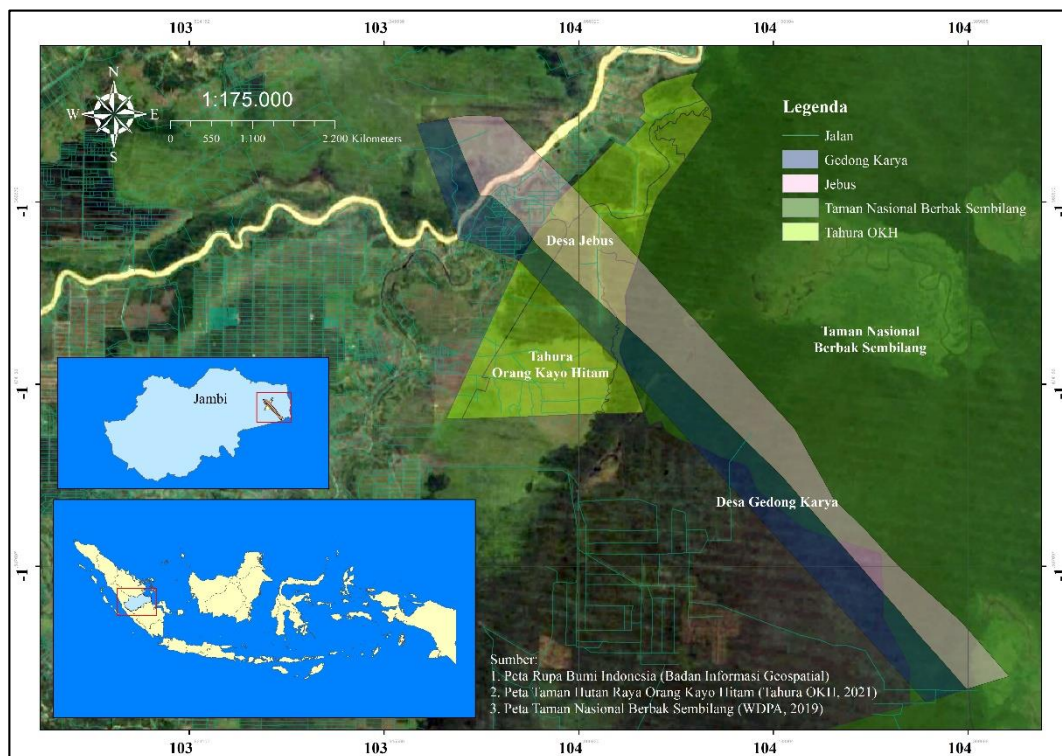 103 103 104 104 104
N
W E
S
1:175.000
0 550 1.100 2.200 Kilometers
Legenda
Jalan
Gedong Karya
Jebus
Taman Nasional Berbak Sembilang
Tahura OKH
-1 -1
Desa Jebus
Taman Nasional
Berbak Sembilang
Tahura
Orang Kayo Hitam
-1 -1
Jambi
Desa Gedong Karya
-1 -1
Sumber:
1. Peta Rupa Bumi Indonesia (Badan Informasi Geospatial)
2. Peta Taman Hutan Raya Orang Kayo Hitam (Tahura OKH, 2021)
3. Peta Taman Nasional Berbak Sembilang (WDPA, 2019)
103 103 104 104 104